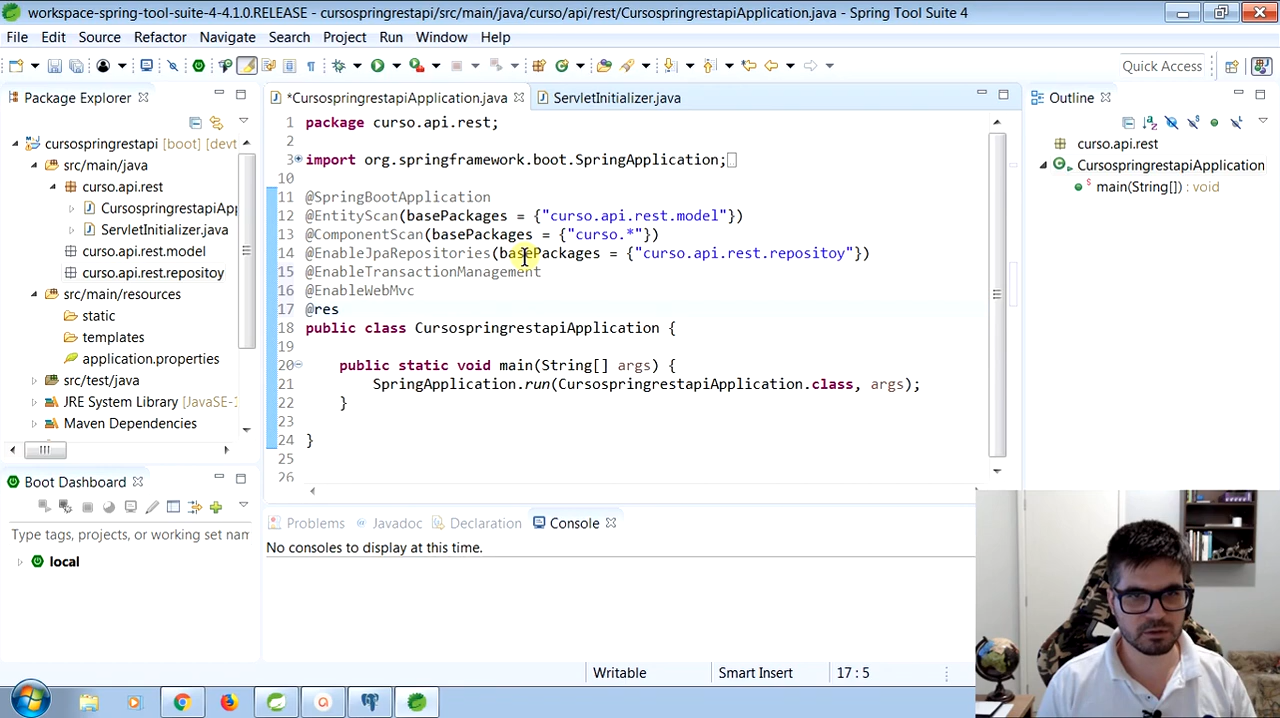 workspace-spring-tool-suite-4-4.1.0.RELEASE - cursospringrestapi/src/main/java/curso/api/rest/CursospringrestapiApplication.java - Spring Tool Suite 4
File Edit Source Refactor Navigate Search Project Run Window Help
Quick Access
Package Explorer
*CursospringrestapiApplication.java
ServletInitializer.java
Outline
cursospringrestapi [boot] [devt
src/main/java
curso.api.rest
CursospringrestapiApp
ServletInitializer.java
curso.api.rest.model
curso.api.rest.repositoy
src/main/resources
static
templates
application.properties
src/test/java
JRE System Library [JavaSE-1
Maven Dependencies
1 package curso.api.rest;
2
3 import org.springframework.boot.SpringApplication;
10
11 @SpringBootApplication
12 @EntityScan(basePackages = {"curso.api.rest.model"})
13 @ComponentScan(basePackages = {"curso.*"})
14 @EnableJpaRepositories(basePackages = {"curso.api.rest.repositoy"})
15 @EnableTransactionManagement
16 @EnableWebMvc
17 @res
18 public class CursospringrestapiApplication {
19
20 public static void main(String[] args) {
21 SpringApplication.run(CursospringrestapiApplication.class, args);
22 }
23
24 }
25
26
curso.api.rest
CursospringrestapiApplication
main(String[]) : void
Boot Dashboard
Type tags, projects, or working set nam
local
Problems Javadoc Declaration Console
No consoles to display at this time.
Writable Smart Insert 17 : 5